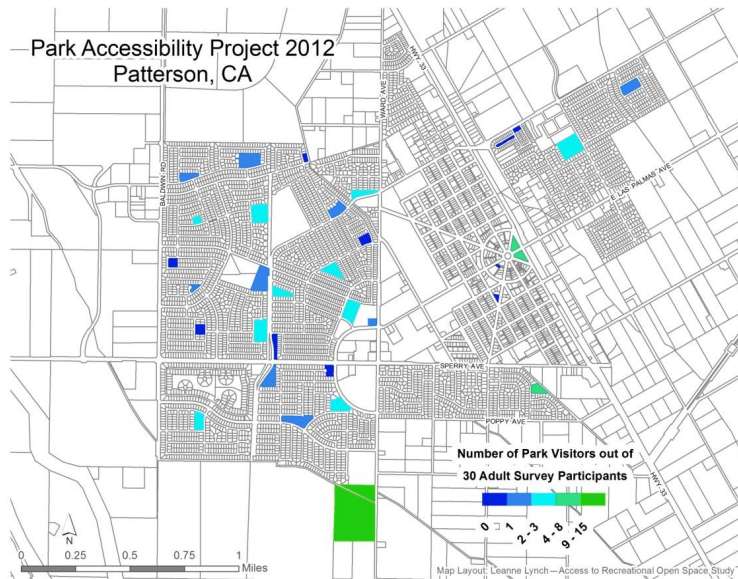 Park Accessibility Project 2012
Patterson, CA
HWY 33
WARD AVE
BALDWIN RD
E LAS PALMAS AVE
SPERRY AVE
POPPY AVE
Number of Park Visitors out of
30 Adult Survey Participants
0
1
2 - 3
4 - 8
9 - 15
HWY 33
N
0 0.25 0.5 0.75 1
Miles
Map Layout: Leanne Lynch—Access to Recreational Open Space Study